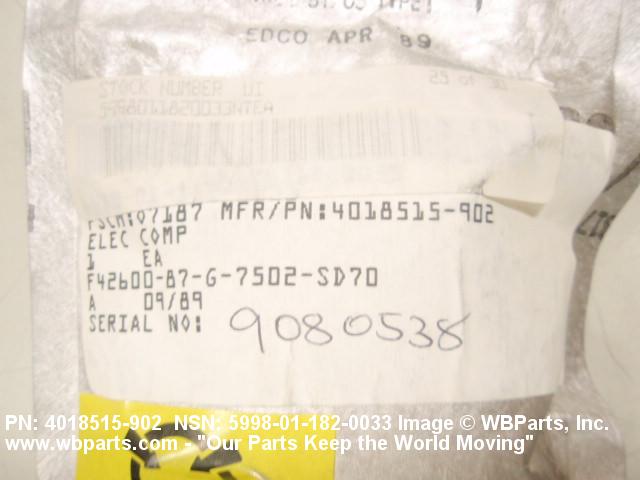 EDCO APR 89
STOCK NUMBER UI
5998011820033NTEA
FSCM:07187 MFR/PN:4018515-902
ELEC COMP
1 EA
F42600-87-G-7502-SD70
A 09/89
SERIAL NO: 9080538
PN: 4018515-902 NSN: 5998-01-182-0033 Image © WBParts, Inc.
www.wbparts.com - "Our Parts Keep the World Moving"